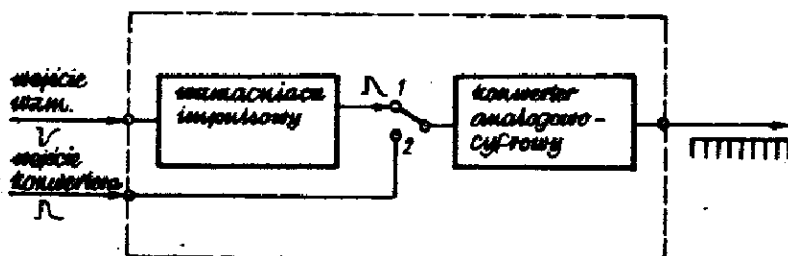 wejście
wzm.
wejście
konwertera
wzmacniacz
impulsowy
1
2
konwerter
analogowo-
cyfrowy